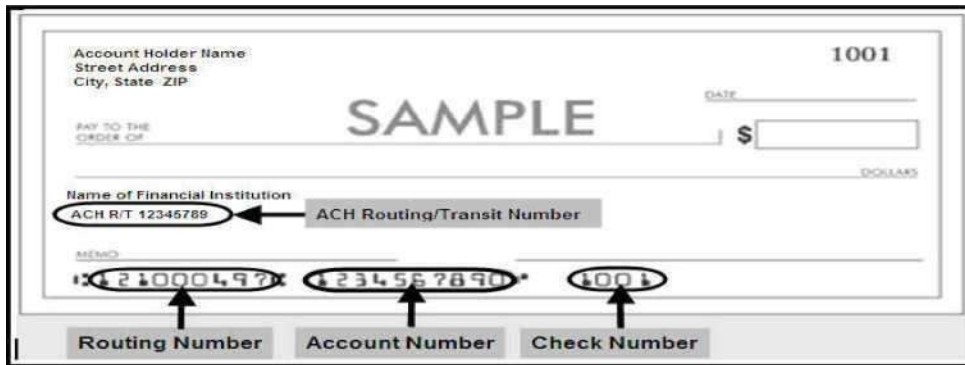 Account Holder Name
1001
Street Address
City, State ZIP
DATE
SAMPLE
PAY TO THE
ORDER OF
$
DOLLARS
Name of Financial Institution
ACH R/T 12345789
ACH Routing/Transit Number
MEMO
⑆121000497⑆ 1234567890⑈ 1001
Routing Number Account Number Check Number